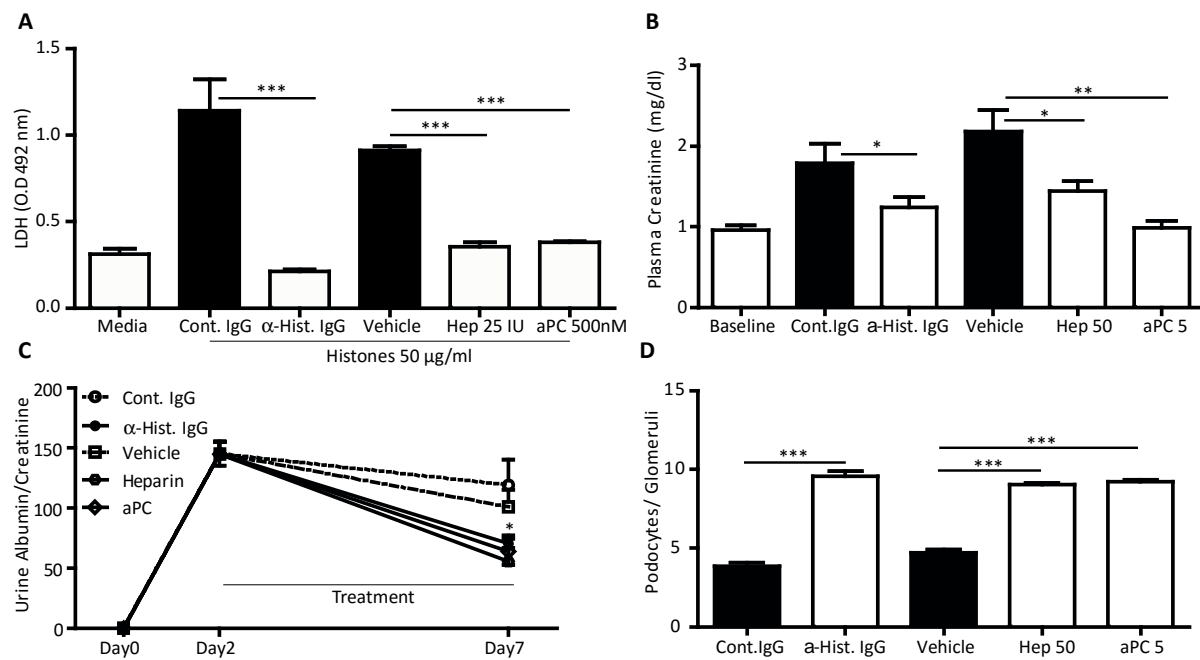 A
LDH (O.D 492 nm)
1.5
1.0
0.5
0.0
***
***
***
Media Cont. IgG α-Hist. IgG Vehicle Hep 25 IU aPC 500nM
Histones 50 µg/ml
B
Plasma Creatinine (mg/dl)
3
2
1
0
*
**
*
Baseline Cont.IgG a-Hist. IgG Vehicle Hep 50 aPC 5
C
Urine Albumin/Creatinine
200
150
100
50
0
Cont. IgG
α-Hist. IgG
Vehicle
Heparin
aPC
*
Treatment
Day0 Day2 Day7
D
Podocytes/ Glomeruli
15
10
5
0
***
***
***
Cont.IgG a-Hist. IgG Vehicle Hep 50 aPC 5